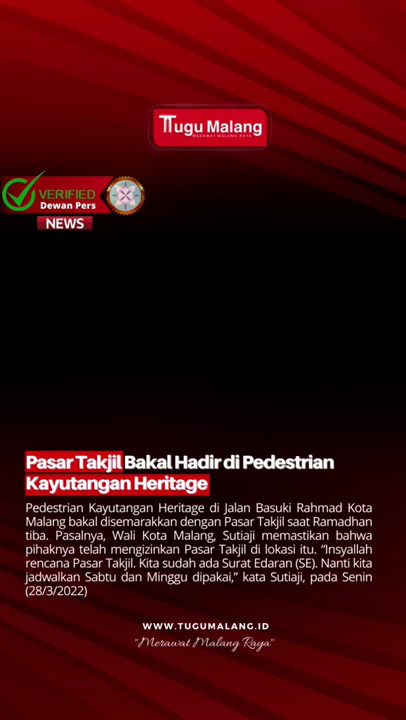 Tugu Malang
MERAWAT MALANG RAYA
VERIFIED
Dewan Pers
NEWS
Pasar Takjil Bakal Hadir di Pedestrian
Kayutangan Heritage
Pedestrian Kayutangan Heritage di Jalan Basuki Rahmad Kota
Malang bakal disemarakkan dengan Pasar Takjil saat Ramadhan
tiba. Pasalnya, Wali Kota Malang, Sutiaji memastikan bahwa
pihaknya telah mengizinkan Pasar Takjil di lokasi itu. “Insyallah
rencana Pasar Takjil. Kita sudah ada Surat Edaran (SE). Nanti kita
jadwalkan Sabtu dan Minggu dipakai,” kata Sutiaji, pada Senin
(28/3/2022)
WWW.TUGUMALANG.ID
"Merawat Malang Raya"